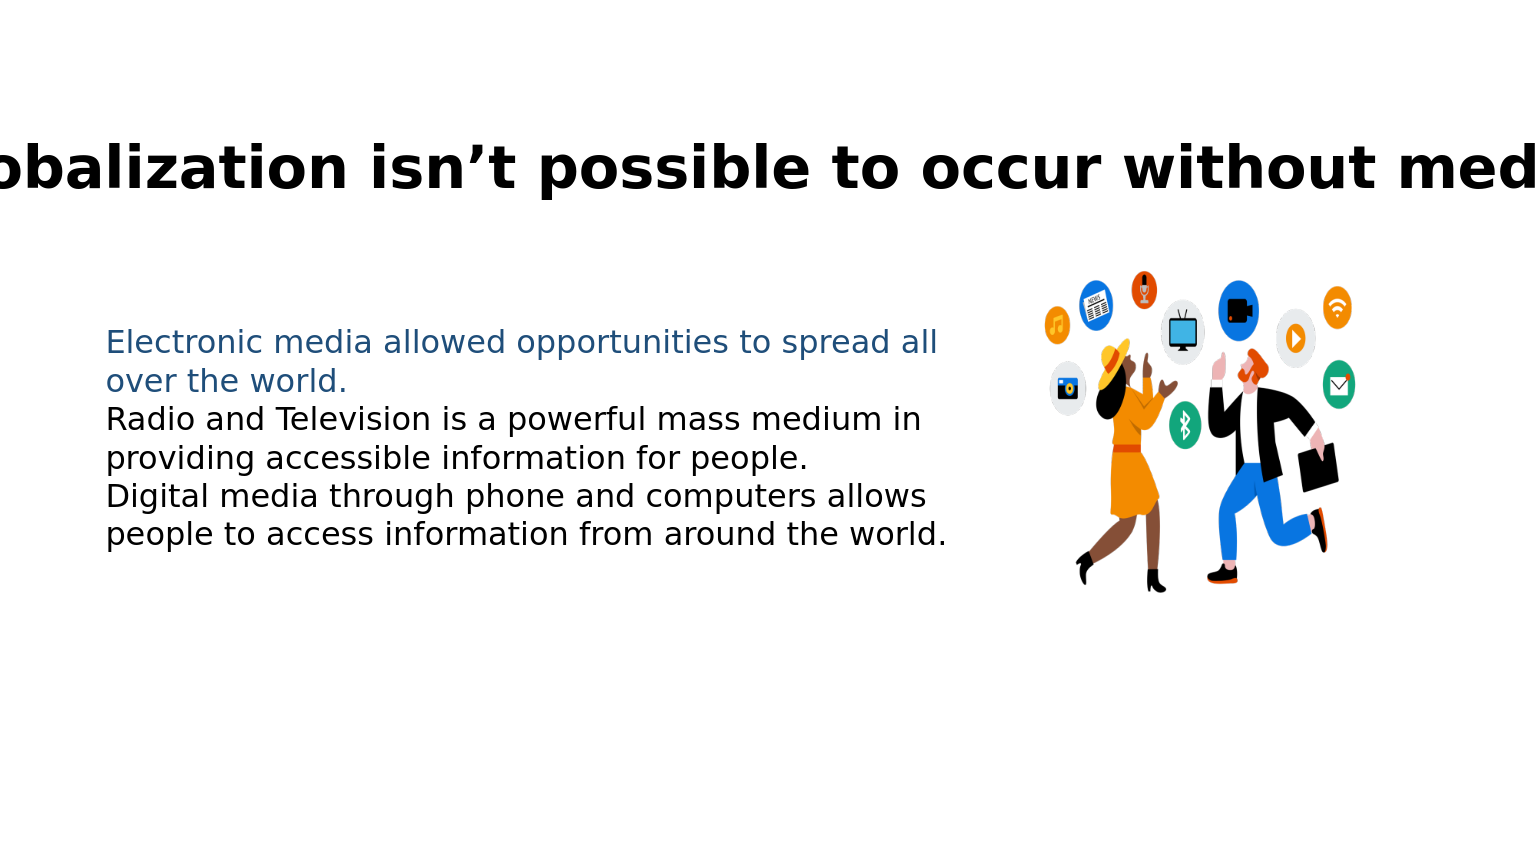 obalization isn’t possible to occur without med
Electronic media allowed opportunities to spread all
over the world.
Radio and Television is a powerful mass medium in
providing accessible information for people.
Digital media through phone and computers allows
people to access information from around the world.
NEWS